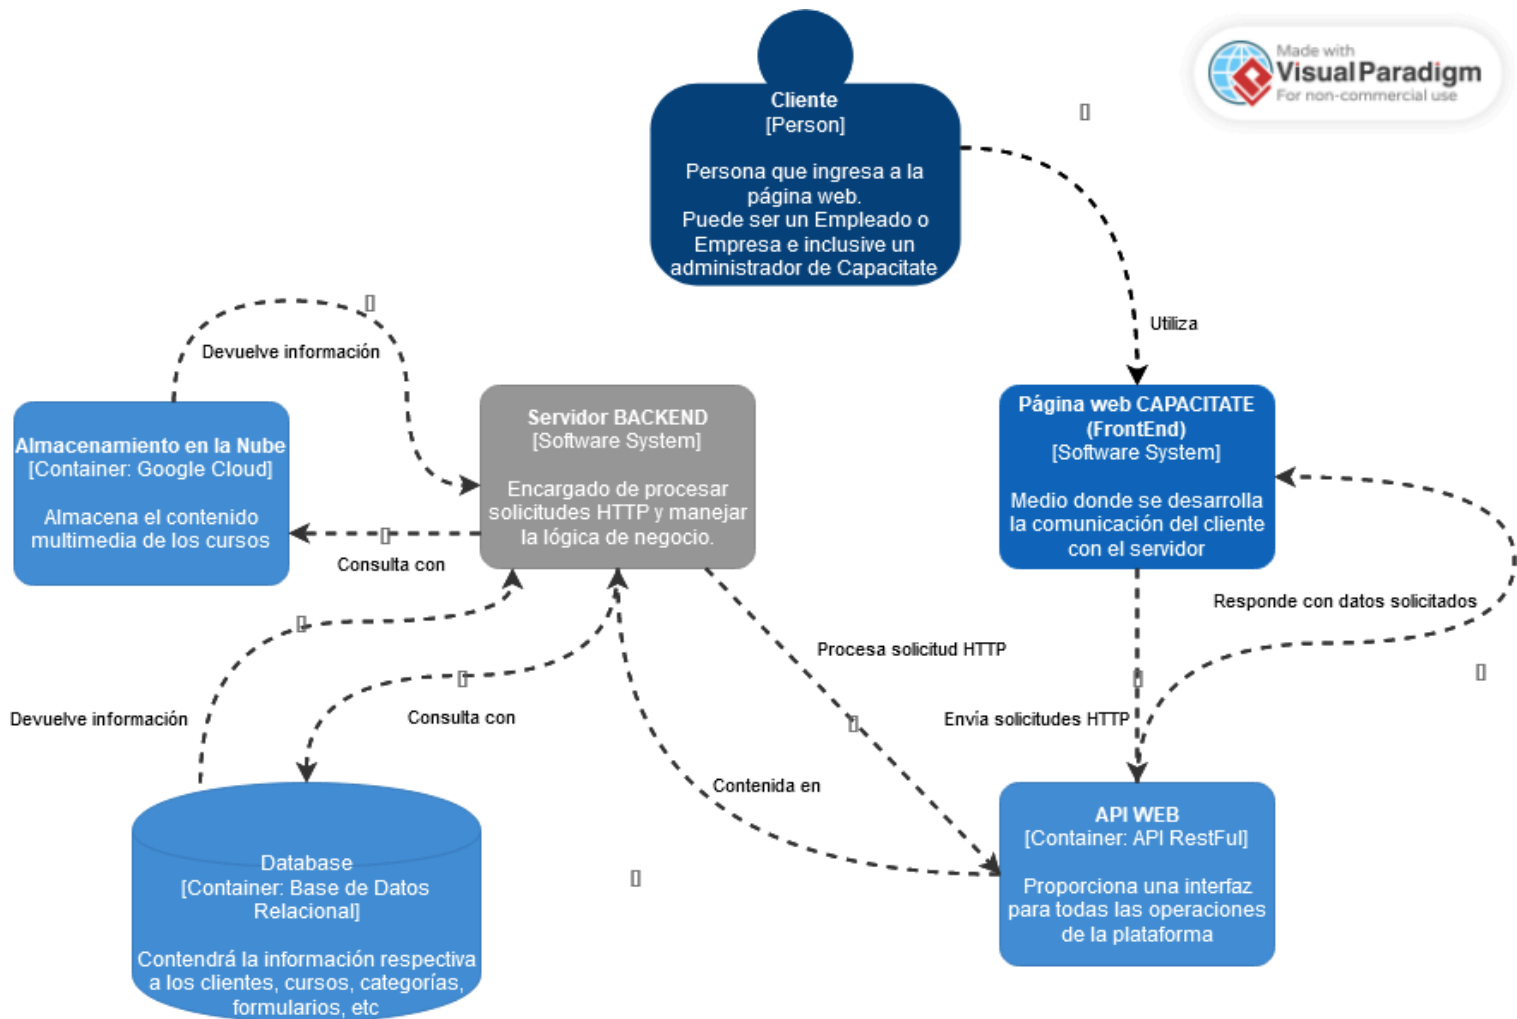 Made with
Visual Paradigm
For non-commercial use
Cliente
[Person]
Persona que ingresa a la
página web.
Puede ser un Empleado o
Empresa e inclusive un
administrador de Capacitate
Utiliza
Devuelve información
Almacenamiento en la Nube
[Container: Google Cloud]
Almacena el contenido
multimedia de los cursos
Servidor BACKEND
[Software System]
Encargado de procesar
solicitudes HTTP y manejar
la lógica de negocio.
Página web CAPACITATE
(FrontEnd)
[Software System]
Medio donde se desarrolla
la comunicación del cliente
con el servidor
Consulta con
Responde con datos solicitados
Procesa solicitud HTTP
Devuelve información
Consulta con
Envía solicitudes HTTP
Contenida en
API WEB
[Container: API RestFul]
Proporciona una interfaz
para todas las operaciones
de la plataforma
Database
[Container: Base de Datos
Relacional]
Contendrá la información respectiva
a los clientes, cursos, categorías,
formularios, etc